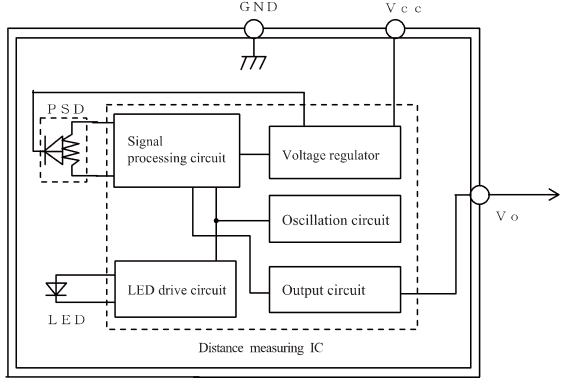 GND
Vcc
PSD
Signal
processing circuit
Voltage regulator
Oscillation circuit
Vo
LED drive circuit
Output circuit
LED
Distance measuring IC